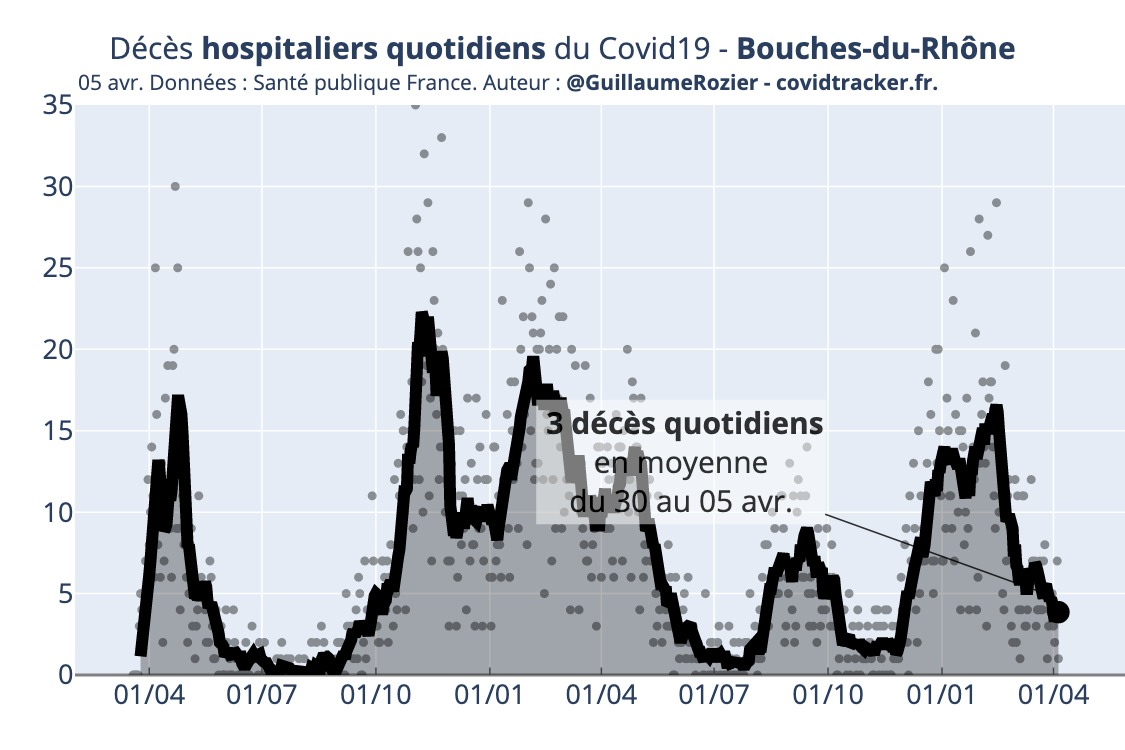 Décès hospitaliers quotidiens du Covid19 - Bouches-du-Rhône
05 avr. Données : Santé publique France. Auteur : @GuillaumeRozier - covidtracker.fr.
35
30
25
20
15
10
5
0
3 décès quotidiens
en moyenne
du 30 au 05 avr.
01/04 01/07 01/10 01/01 01/04 01/07 01/10 01/01 01/04